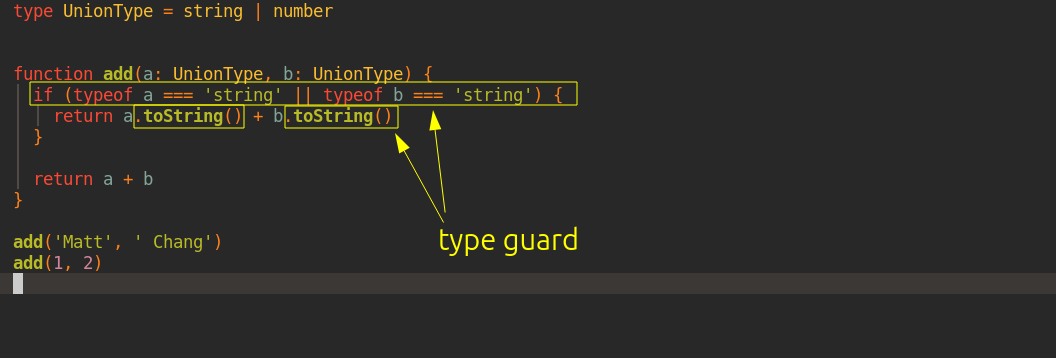 type UnionType = string | number
function add(a: UnionType, b: UnionType) {
if (typeof a === 'string' || typeof b === 'string') {
return a.toString() + b.toString()
}
return a + b
}
add('Matt', ' Chang')
add(1, 2)
type guard